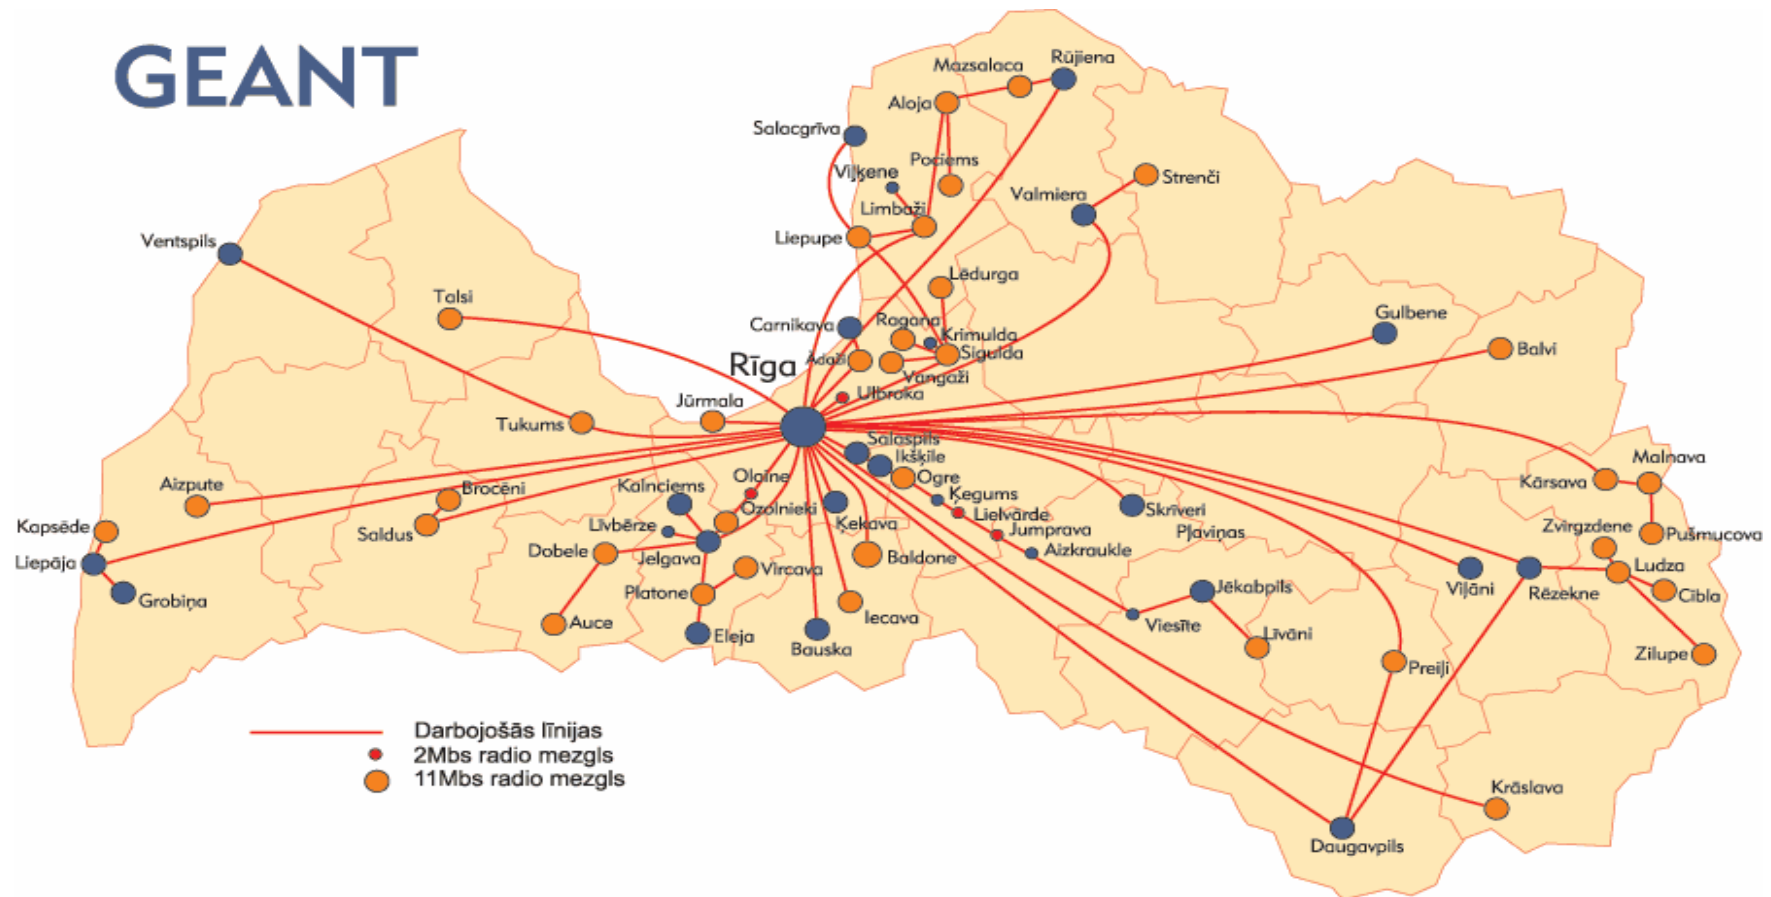 GEANT
Rūjiena
Mazsalaca
Aloja
Salacgrīva
Pociems
Viļķene
Strenči
Valmiera
Limbaži
Liepupe
Ventspils
Lēdurga
Talsi
Gulbene
Ragana
Carnikava
Krimulda
Balvi
Sigulda
Ādaži
Rīga
Vangaži
Ulbroka
Jūrmala
Tukums
Salaspils
Ikšķile
Malnava
Ogre
Oloine
Kārsava
Aizpute
Kalnciems
Brocēni
Ķegums
Ozolnieki
Skrīveri
Lielvārde
Kapsēde
Līvbērze
Ķekava
Zvirgzdene
Saldus
Jumprava
Pļaviņas
Pušmucova
Dobele
Jelgava
Baldone
Aizkraukle
Liepāja
Vircava
Ludza
Viļāni
Rēzekne
Jēkabpils
Platone
Cibla
Grobiņa
Iecava
Auce
Viesīte
Eleja
Līvāni
Bauska
Zilupe
Preiļi
Darbojošās līnijas
2Mbs radio mezgls
11Mbs radio mezgls
Krāslava
Daugavpils